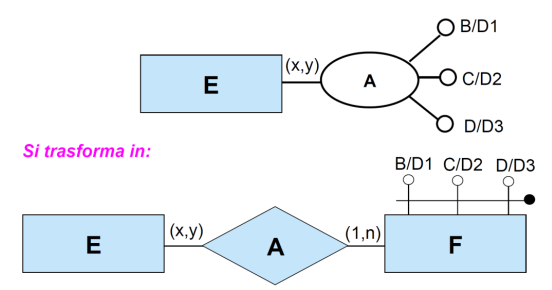 B/D1
(x,y)
E
A
C/D2
D/D3
Si trasforma in:
B/D1 C/D2 D/D3
(x,y)
(1,n)
E
A
F